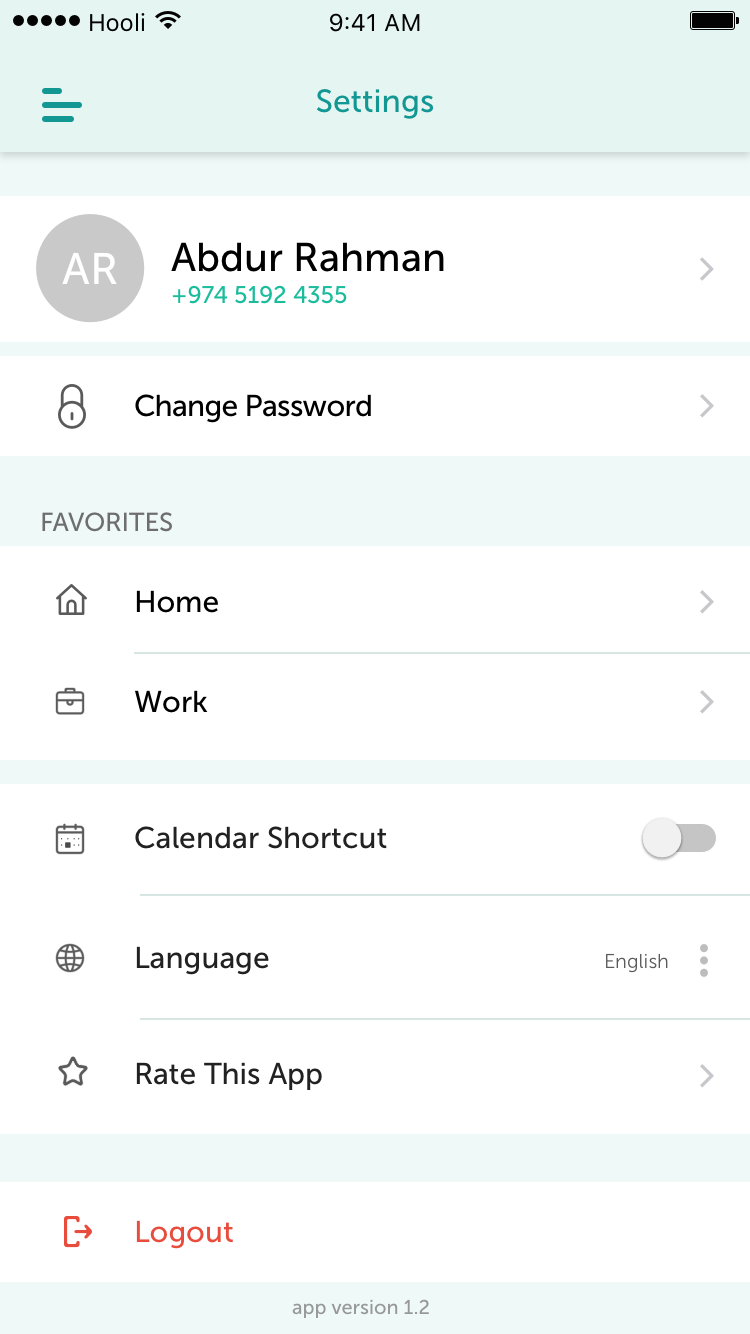 Hooli 9:41 AM
Settings
AR
Abdur Rahman
+974 5192 4355
Change Password
FAVORITES
Home
Work
Calendar Shortcut
Language English
Rate This App
Logout
app version 1.2